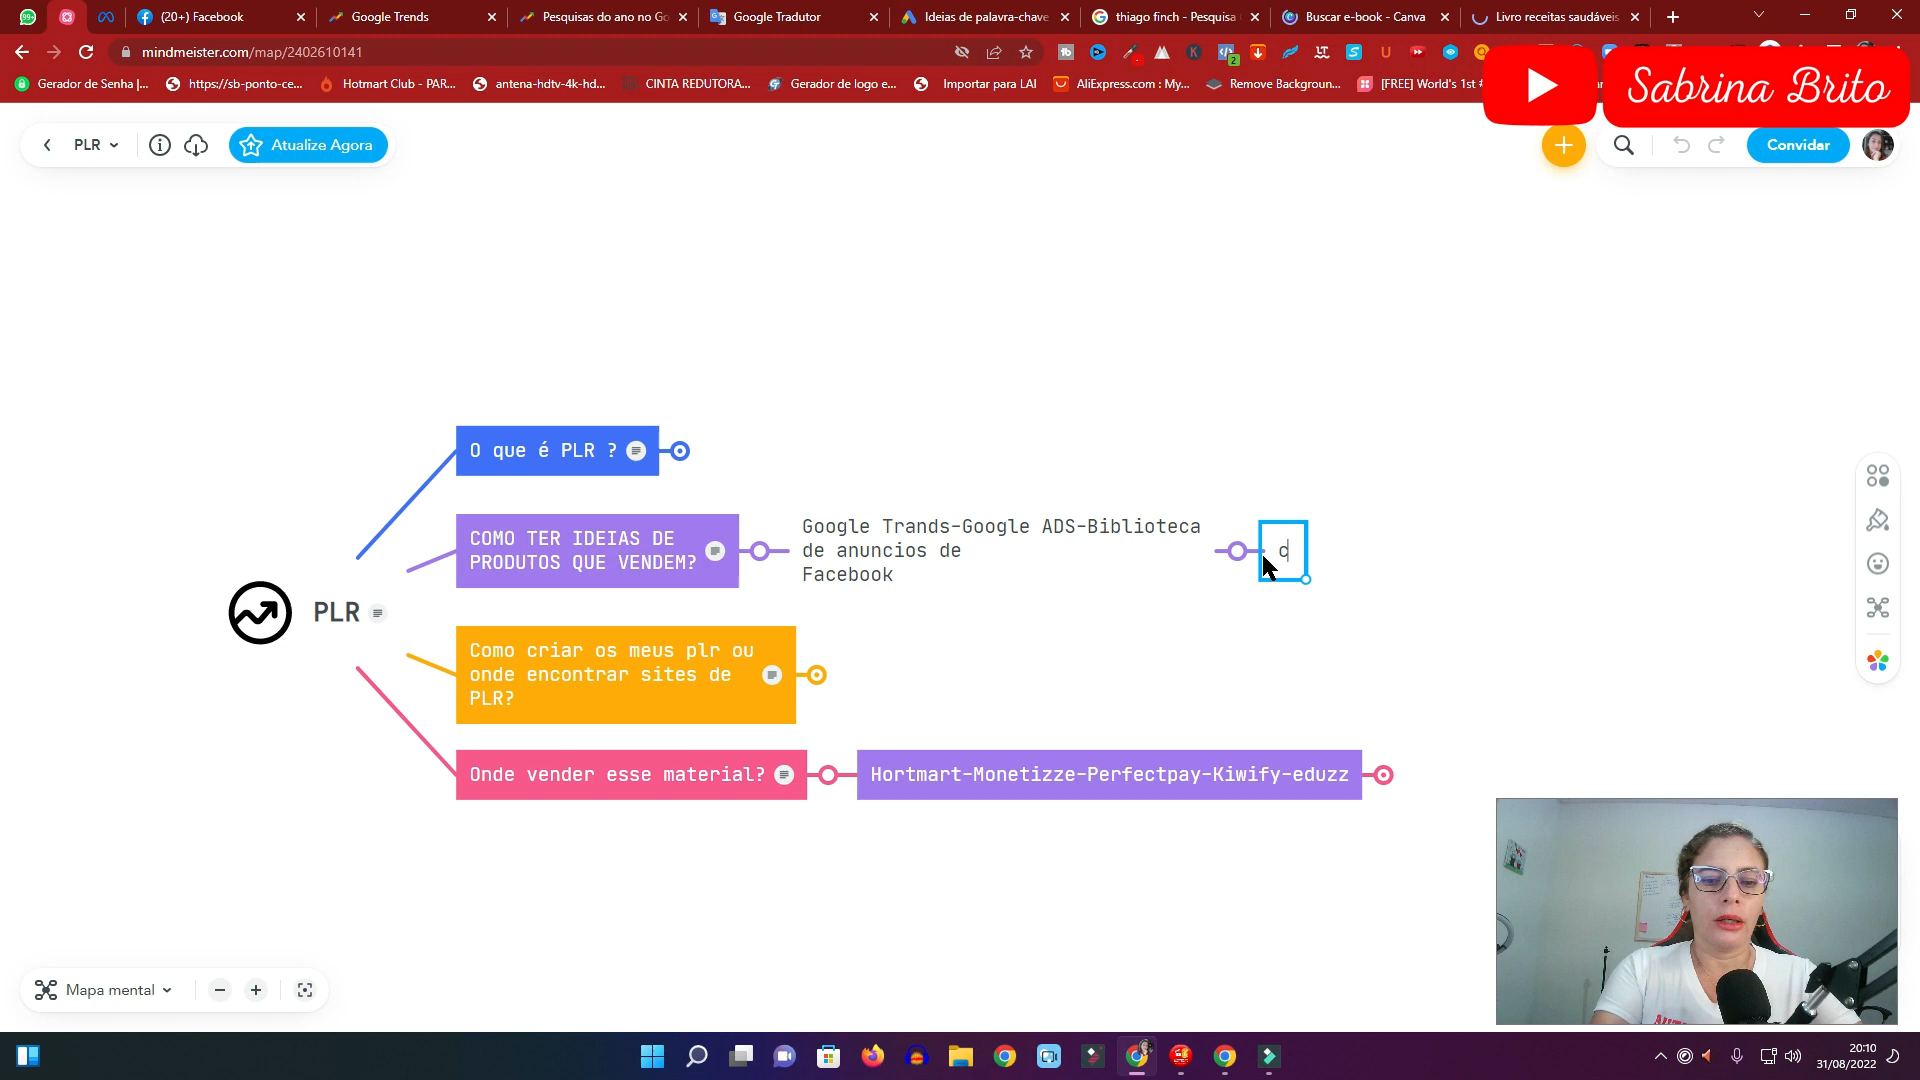 99+
(20+) Facebook
Google Trends
Pesquisas do ano no Go
Google Tradutor
Ideias de palavra-chave
thiago finch - Pesquisa
Buscar e-book - Canva
Livro receitas saudáveis
mindmeister.com/map/2402610141
Gerador de Senha |...
https://sb-ponto-ce...
Hotmart Club - PAR...
antena-hdtv-4k-hd...
CINTA REDUTORA...
Gerador de logo e...
Importar para LAI
AliExpress.com : My...
Remove Backgroun...
[FREE] World's 1st
Sabrina Brito
PLR
Atualize Agora
Convidar
O que é PLR ?
COMO TER IDEIAS DE
PRODUTOS QUE VENDEM?
Google Trands-Google ADS-Biblioteca
de anuncios de
Facebook
c
PLR
Como criar os meus plr ou
onde encontrar sites de
PLR?
Onde vender esse material?
Hortmart-Monetizze-Perfectpay-Kiwify-eduzz
Mapa mental
20:10
31/08/2022